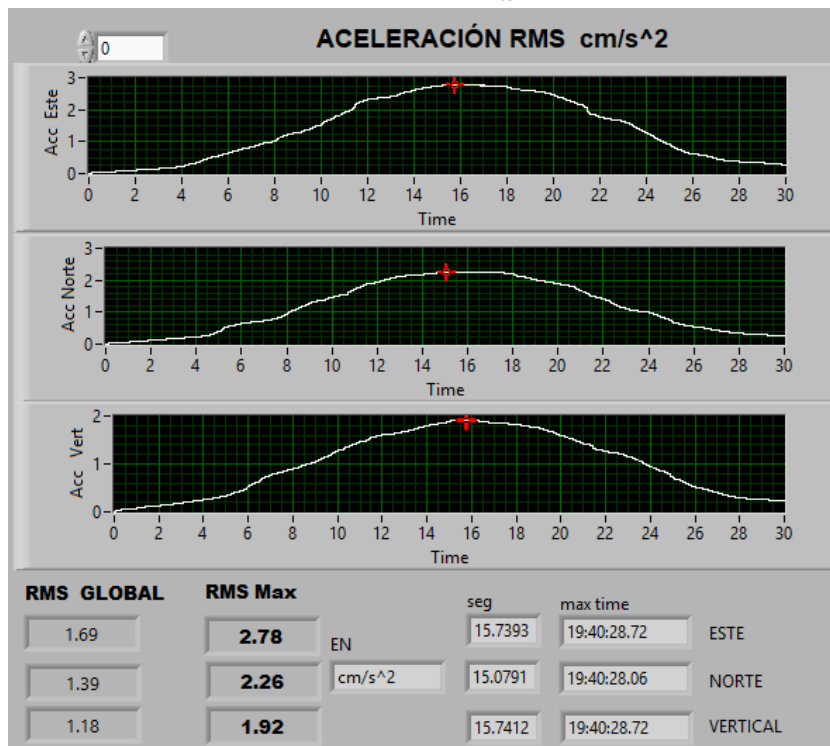 0
ACELERACIÓN RMS cm/s^2
Acc Este
3
2
1
0
0 2 4 6 8 10 12 14 16 18 20 22 24 26 28 30
Time
Acc Norte
3
2
1
0
0 2 4 6 8 10 12 14 16 18 20 22 24 26 28 30
Time
Acc Vert
2
1
0
0 2 4 6 8 10 12 14 16 18 20 22 24 26 28 30
Time
RMS GLOBAL RMS Max seg max time
1.69 2.78 EN 15.7393 19:40:28.72 ESTE
1.39 2.26 cm/s^2 15.0791 19:40:28.06 NORTE
1.18 1.92 15.7412 19:40:28.72 VERTICAL